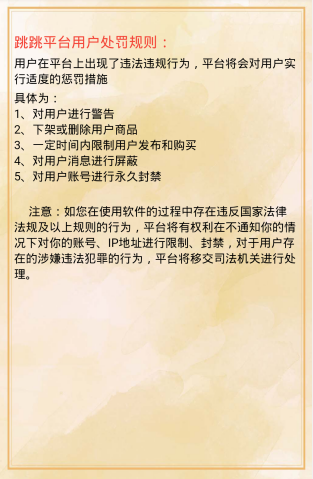 跳跳平台用户处罚规则：
用户在平台上出现了违法违规行为，平台将会对用户实
行适度的惩罚措施
具体为：
1、对用户进行警告
2、下架或删除用户商品
3、一定时间内限制用户发布和购买
4、对用户消息进行屏蔽
5、对用户账号进行永久封禁
注意：如您在使用软件的过程中存在违反国家法律
法规及以上规则的行为，平台将有权利在不通知你的情
况下对你的账号、IP地址进行限制、封禁，对于用户存
在的涉嫌违法犯罪的行为，平台将移交司法机关进行处
理。